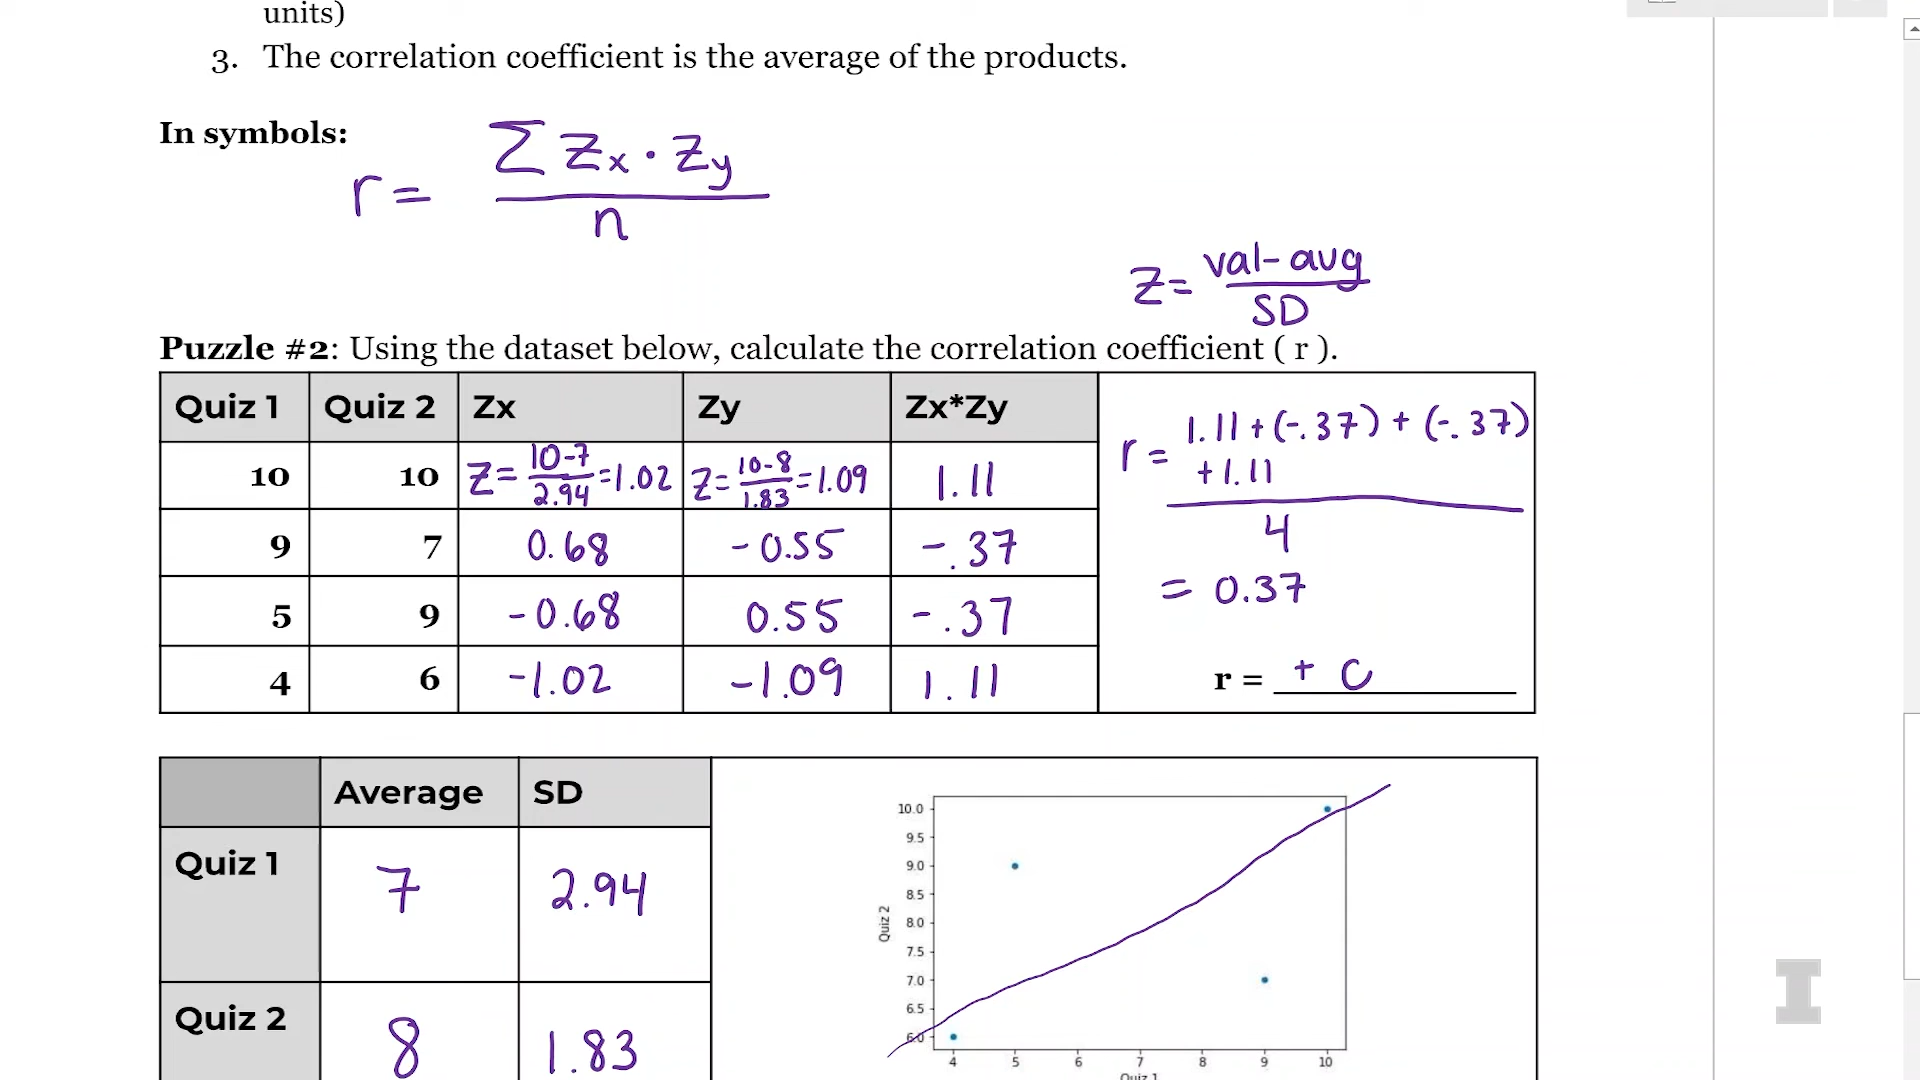 units)
3. The correlation coefficient is the average of the products.
In symbols:
r = Σ Zx · Zy
n
Z = val - avg
SD
Puzzle #2: Using the dataset below, calculate the correlation coefficient ( r ).
Quiz 1 Quiz 2 Zx Zy Zx*Zy
10 10 Z = 10-7 / 2.94 = 1.02 Z = 10-8 / 1.83 = 1.09 1.11
9 7 0.68 -0.55 -.37
5 9 -0.68 0.55 -.37
4 6 -1.02 -1.09 1.11
r = 1.11 + (-.37) + (-.37)
+ 1.11
4
= 0.37
r = + 0
Average SD
Quiz 1 7 2.94
Quiz 2 8 1.83
10.0
9.5
9.0
8.5
8.0
7.5
7.0
6.5
6.0
Quiz 2
4 5 6 7 8 9 10
Quiz 1
I